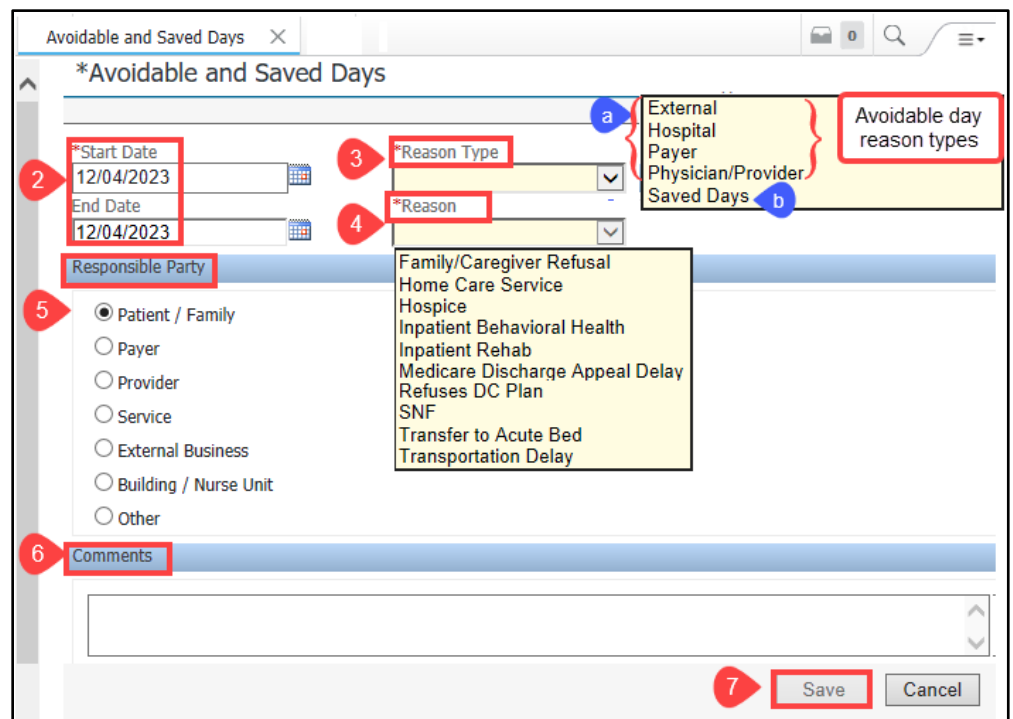 Avoidable and Saved Days
0
*Avoidable and Saved Days
a
External
Hospital
Payer
Physician/Provider
Saved Days
b
Avoidable day
reason types
2
*Start Date
12/04/2023
End Date
12/04/2023
3
*Reason Type
4
*Reason
Family/Caregiver Refusal
Home Care Service
Hospice
Inpatient Behavioral Health
Inpatient Rehab
Medicare Discharge Appeal Delay
Refuses DC Plan
SNF
Transfer to Acute Bed
Transportation Delay
Responsible Party
5
Patient / Family
Payer
Provider
Service
External Business
Building / Nurse Unit
Other
6
Comments
7
Save
Cancel